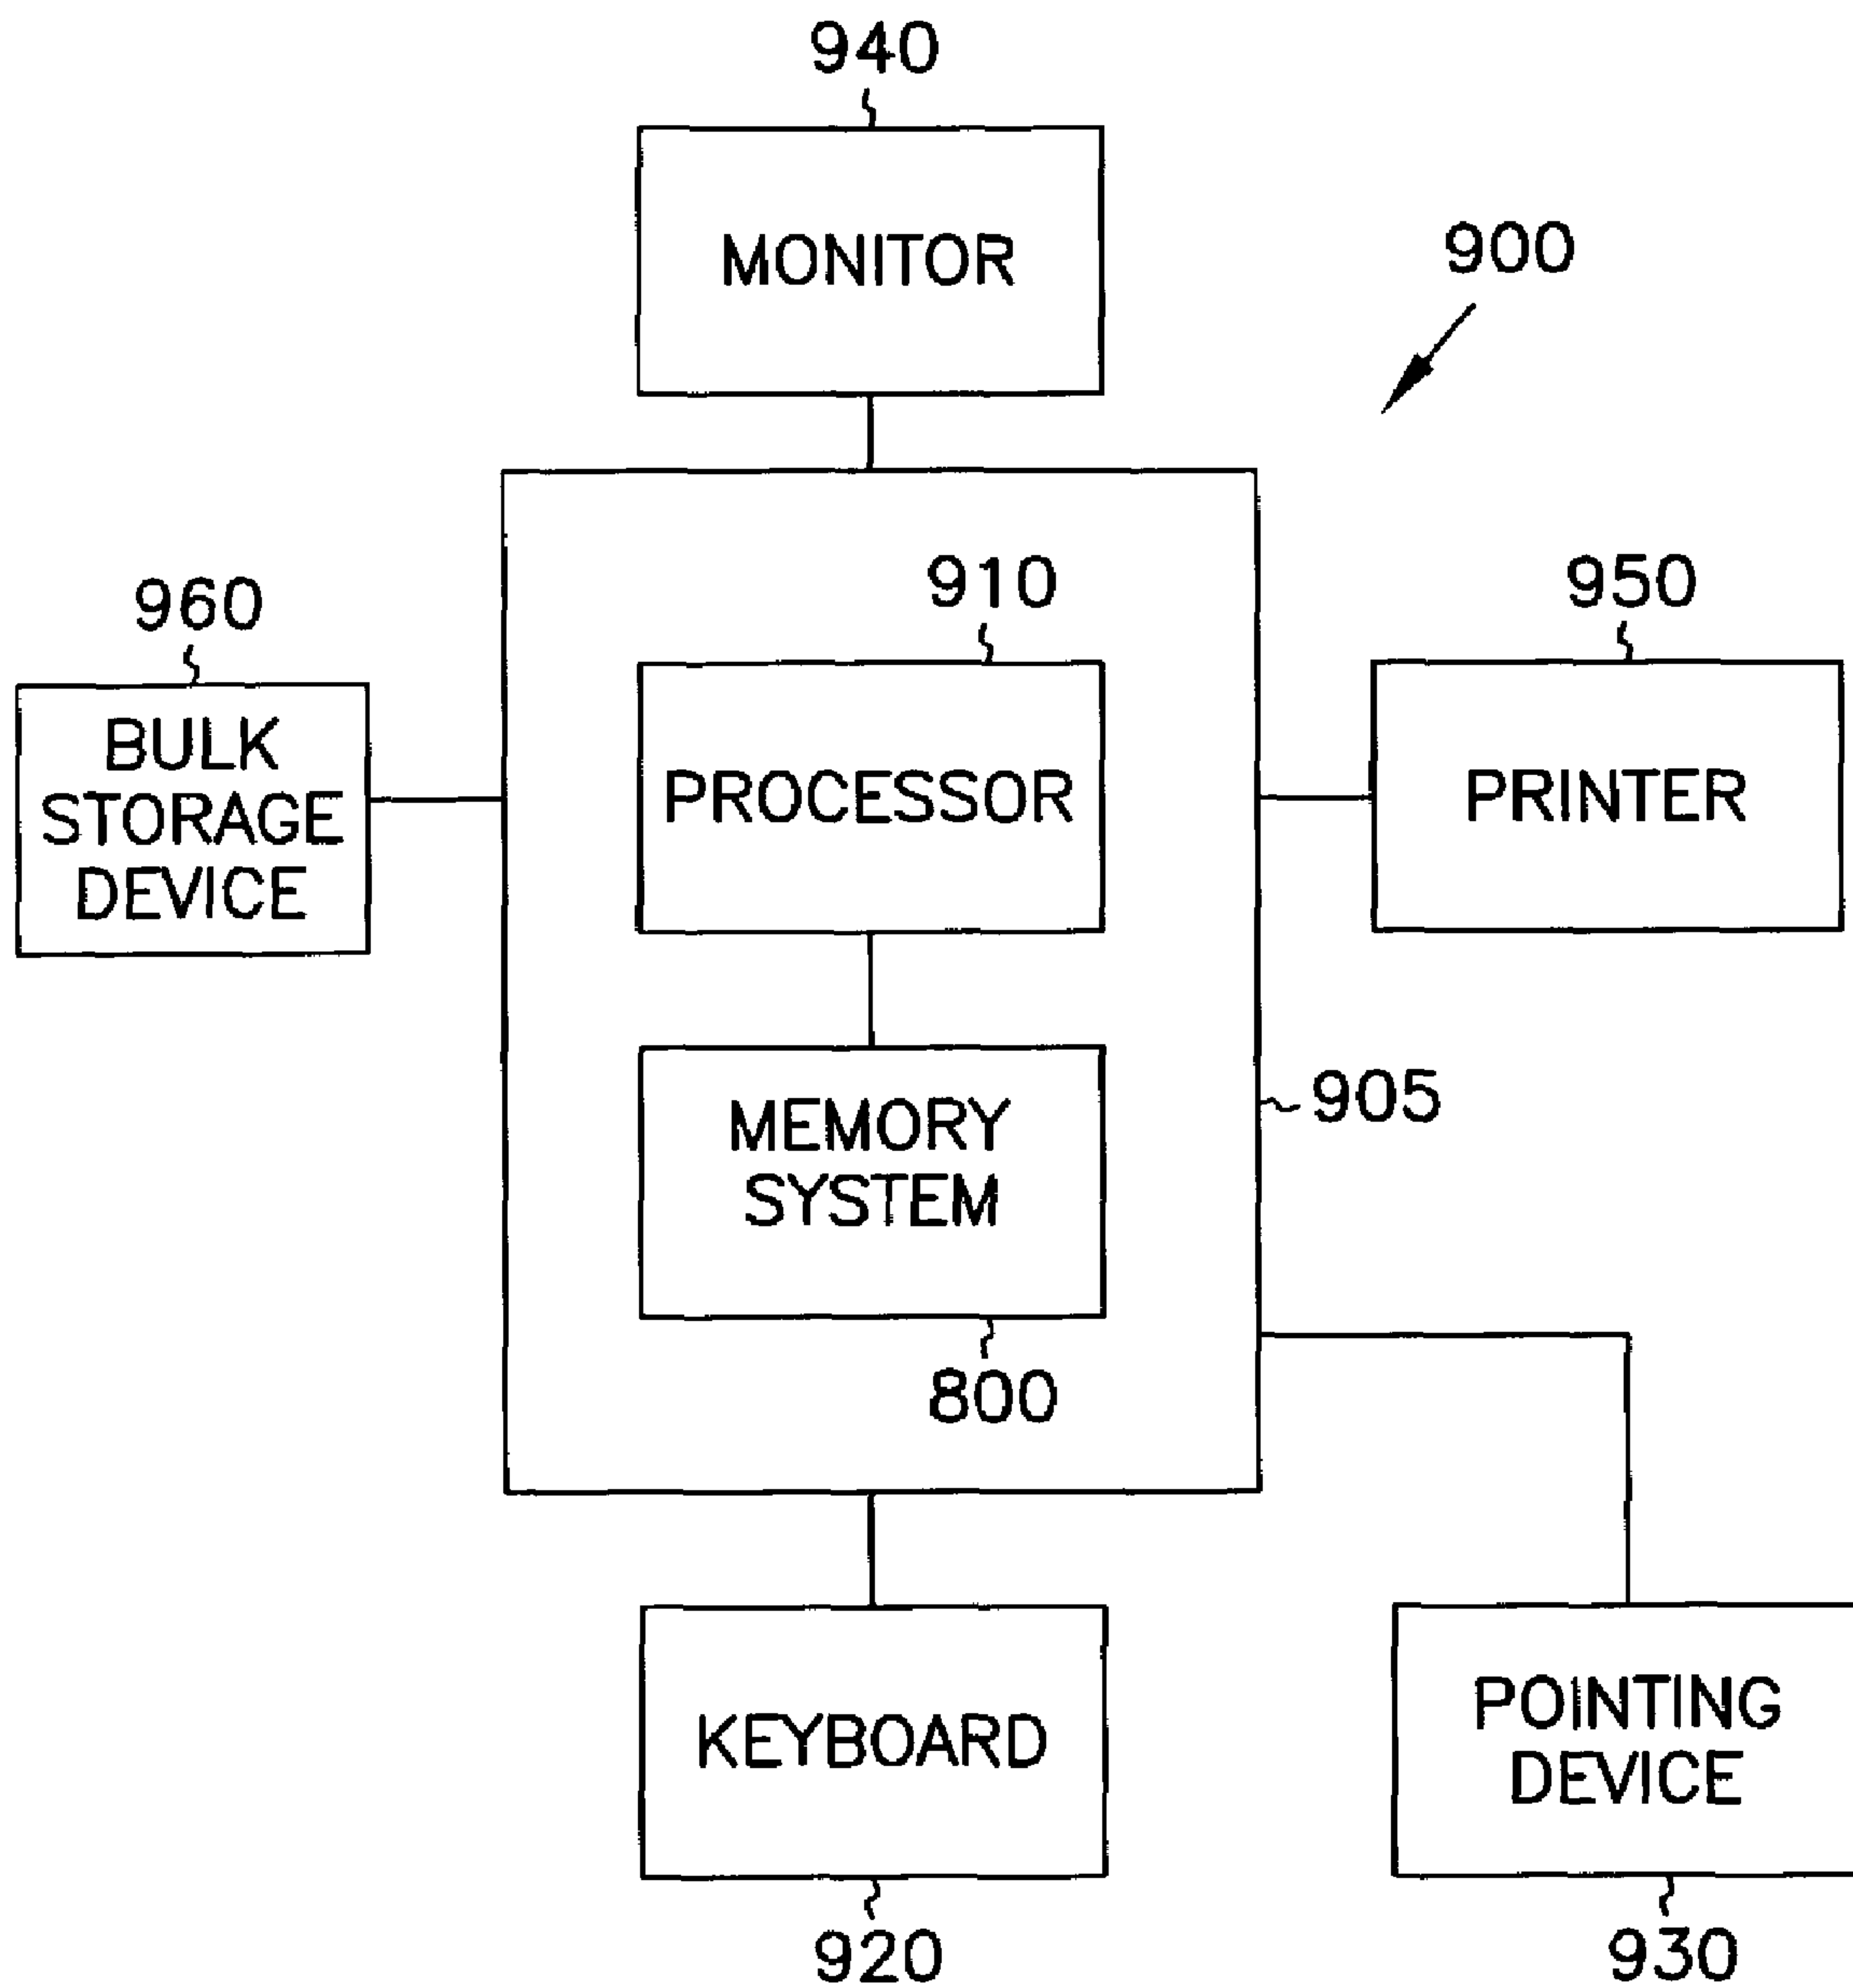 940
MONITOR
900
960
BULK
STORAGE
DEVICE
910
PROCESSOR
950
PRINTER
MEMORY
SYSTEM
905
800
KEYBOARD
920
POINTING
DEVICE
930